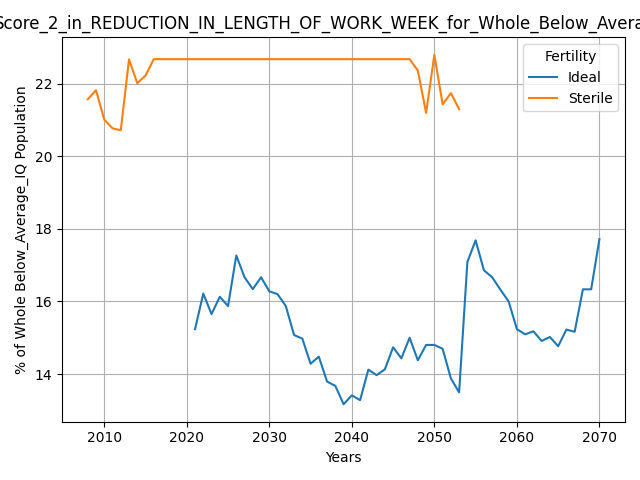 Score_2_in_REDUCTION_IN_LENGTH_OF_WORK_WEEK_for_Whole_Below_Avera
Fertility
Ideal
Sterile
% of Whole Below_Average_IQ Population
22
20
18
16
14
2010 2020 2030 2040 2050 2060 2070
Years